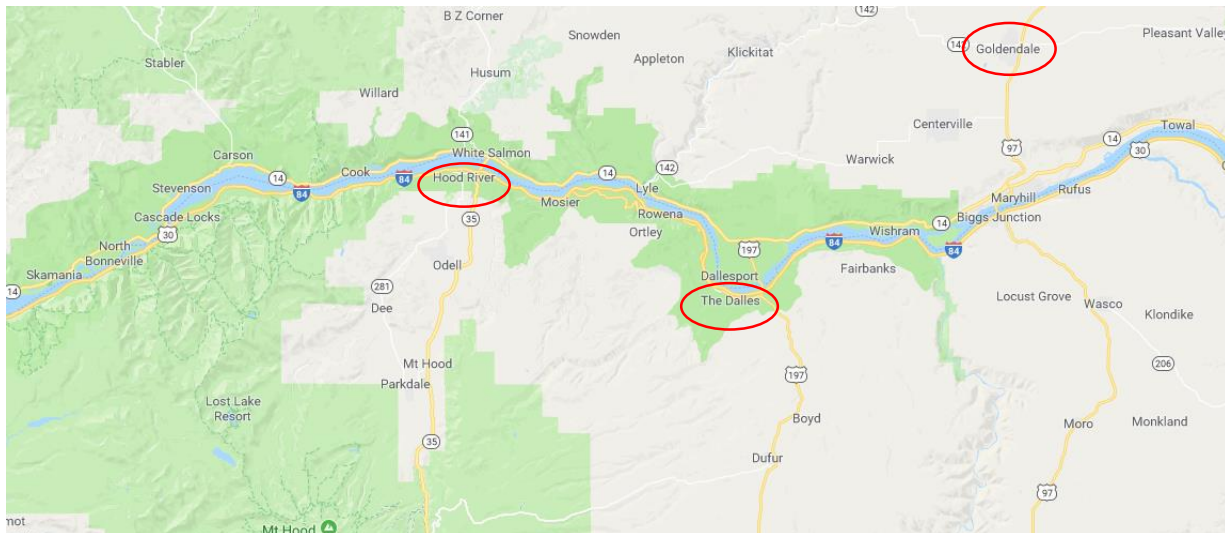 B Z Corner
142
Snowden
Pleasant Valley
Stabler
Appleton
Klickitat
142
Goldendale
Husum
Willard
Centerville
Towal
141
97
14
30
Carson
White Salmon
Warwick
Stevenson
14
84
Cook
84
Hood River
14
142
Lyle
Rufus
Maryhill
Cascade Locks
30
35
Mosier
Rowena
Ortley
Wishram
14
Biggs Junction
North
Bonneville
84
197
84
Skamania
14
Odell
Dallesport
Fairbanks
281
Dee
The Dalles
Locust Grove
Wasco
Klondike
Mt Hood
Parkdale
197
206
Lost Lake
Resort
Boyd
Moro
Monkland
35
Dufur
97
mot
Mt Hood